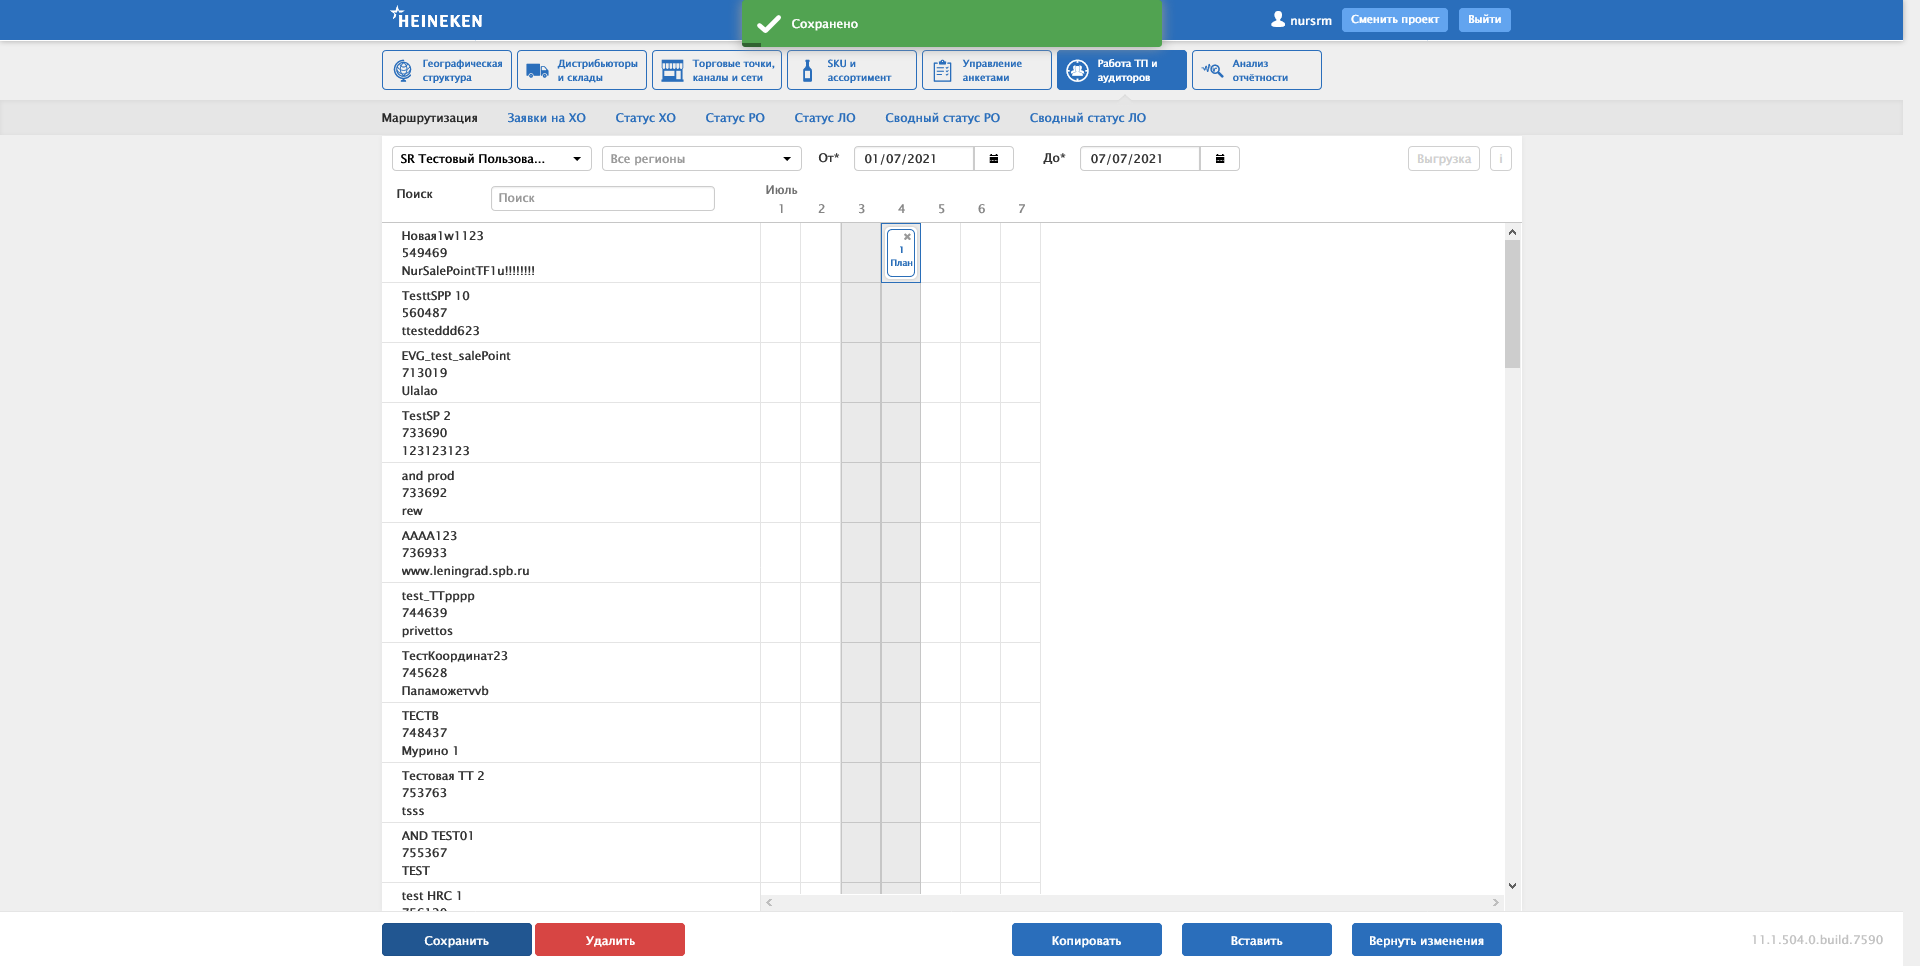 HEINEKEN
Сохранено
nursrm
Сменить проект
Выйти
Географическая
структура
Дистрибьюторы
и склады
Торговые точки,
каналы и сети
SKU и
ассортимент
Управление
анкетами
Работа ТП и
аудиторов
Анализ
отчётности
Маршрутизация Заявки на ХО Статус ХО Статус РО Статус ЛО Сводный статус РО Сводный статус ЛО
SR Тестовый Пользова... Все регионы От* 01/07/2021 До* 07/07/2021 Выгрузка i
Поиск Поиск Июль
1 2 3 4 5 6 7
Новая1w1123
549469
NurSalePointTF1u!!!!!!!!
1
План
TesttSPP 10
560487
ttesteddd623
EVG_test_salePoint
713019
Ulalao
TestSP 2
733690
123123123
and prod
733692
rew
AAAA123
736933
www.leningrad.spb.ru
test_TTpppp
744639
privettos
ТестКоординат23
745628
Папаможетvvb
ТЕСТВ
748437
Мурино 1
Тестовая ТТ 2
753763
tsss
AND TEST01
755367
TEST
test HRC 1
Сохранить Удалить Копировать Вставить Вернуть изменения 11.1.504.0.build.7590